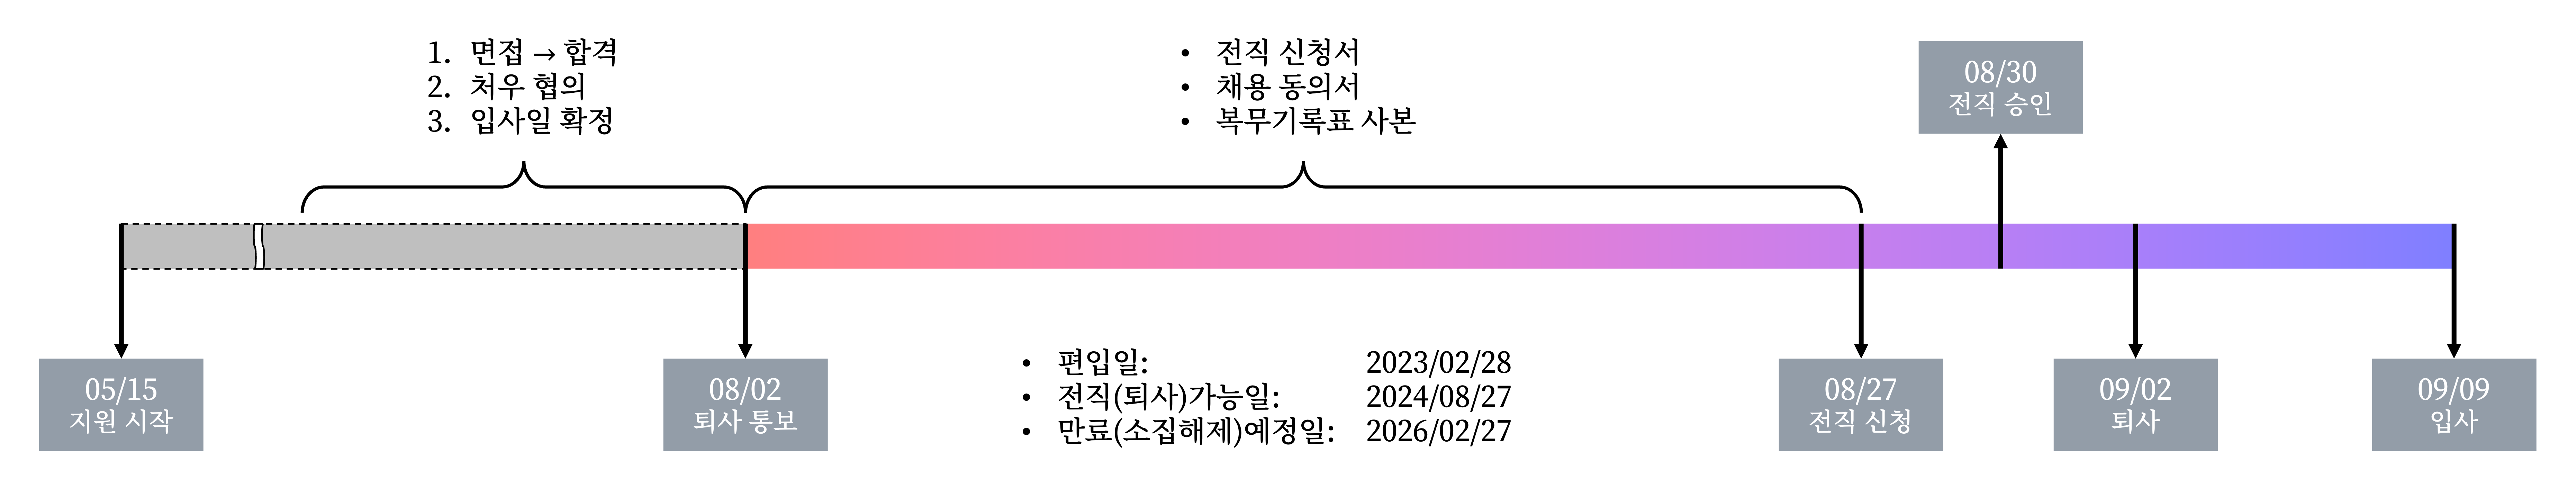 1. 면접 → 합격
2. 처우 협의
3. 입사일 확정
• 전직 신청서
• 채용 동의서
• 복무기록표 사본
08/30
전직 승인
05/15
지원 시작
08/02
퇴사 통보
• 편입일: 2023/02/28
• 전직(퇴사)가능일: 2024/08/27
• 만료(소집해제)예정일: 2026/02/27
08/27
전직 신청
09/02
퇴사
09/09
입사